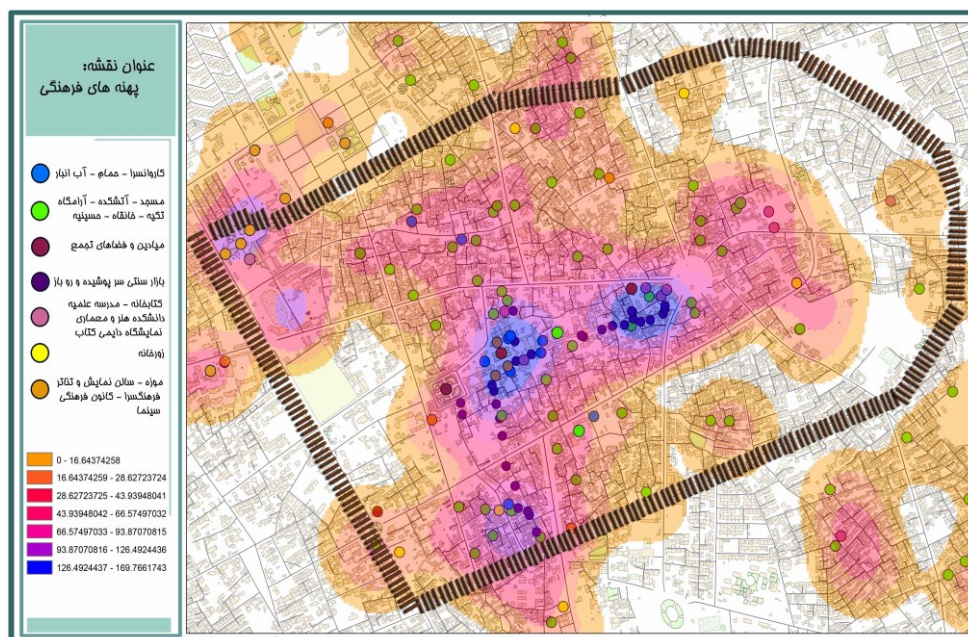 عنوان نقشه:
پهنه های فرهنگی
کاروانسرا - حمام - آب انبار
مسجد - آتشکده - آرامگاه
تکیه - خانقاه - حسینیه
میادین و فضاهای تجمع
بازار سنتی سر پوشیده و رو باز
کتابخانه - مدرسه علمیه
دانشکده هنر و معماری
نمایشگاه دایمی کتاب
زورخانه
موزه - سالن نمایش و تئاتر
فرهنگسرا - کانون فرهنگی
سینما
0 - 16.64374258
16.64374259 - 28.62723724
28.62723725 - 43.93948041
43.93948042 - 66.57497032
66.57497033 - 93.87070815
93.87070816 - 126.4924436
126.4924437 - 169.7661743